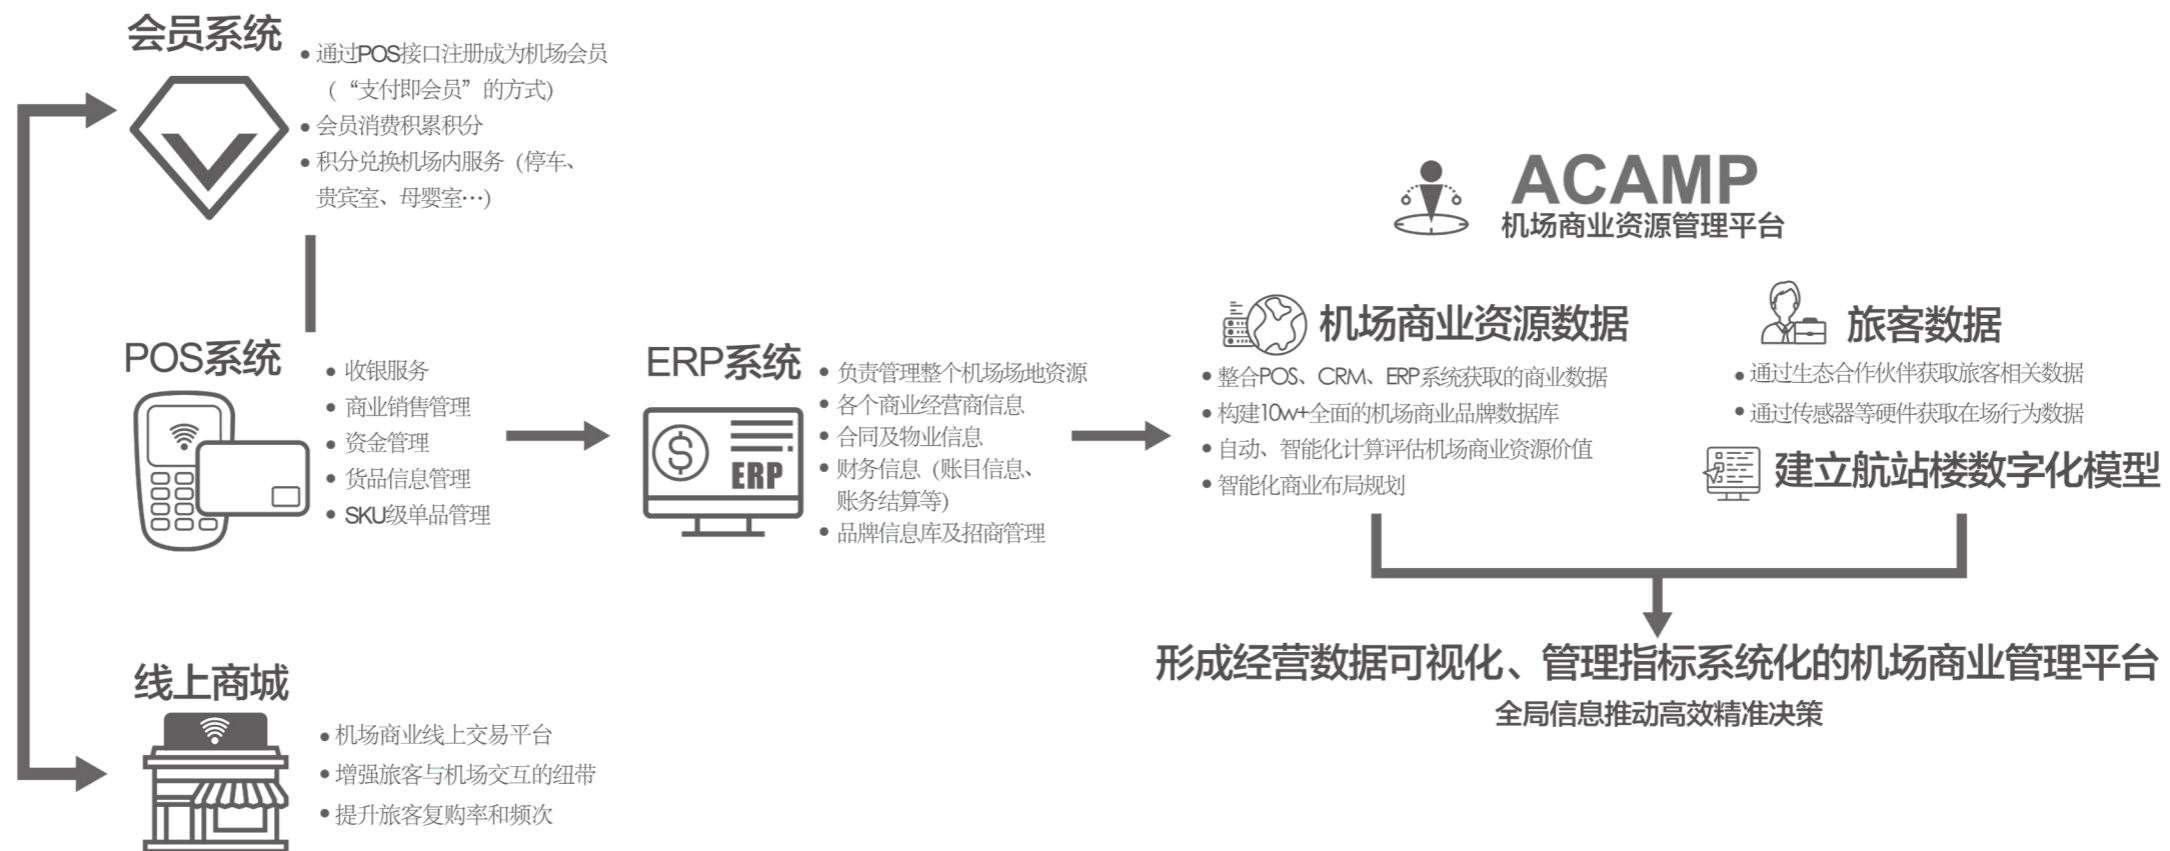 会员系统
● 通过POS接口注册成为机场会员
（“支付即会员”的方式）
● 会员消费积累积分
● 积分兑换机场内服务（停车、
贵宾室、母婴室…）
POS系统
● 收银服务
● 商业销售管理
● 资金管理
● 货品信息管理
● SKU级单品管理
线上商城
● 机场商业线上交易平台
● 增强旅客与机场交互的纽带
● 提升旅客复购率和频次
ERP系统
$
ERP
● 负责管理整个机场场地资源
● 各个商业经营商信息
● 合同及物业信息
● 财务信息（账目信息、
账务结算等）
● 品牌信息库及招商管理
ACAMP
机场商业资源管理平台
机场商业资源数据
● 整合POS、CRM、ERP系统获取的商业数据
● 构建10w+全面的机场商业品牌数据库
● 自动、智能化计算评估机场商业资源价值
● 智能化商业布局规划
旅客数据
● 通过生态合作伙伴获取旅客相关数据
● 通过传感器等硬件获取在场行为数据
建立航站楼数字化模型
形成经营数据可视化、管理指标系统化的机场商业管理平台
全局信息推动高效精准决策